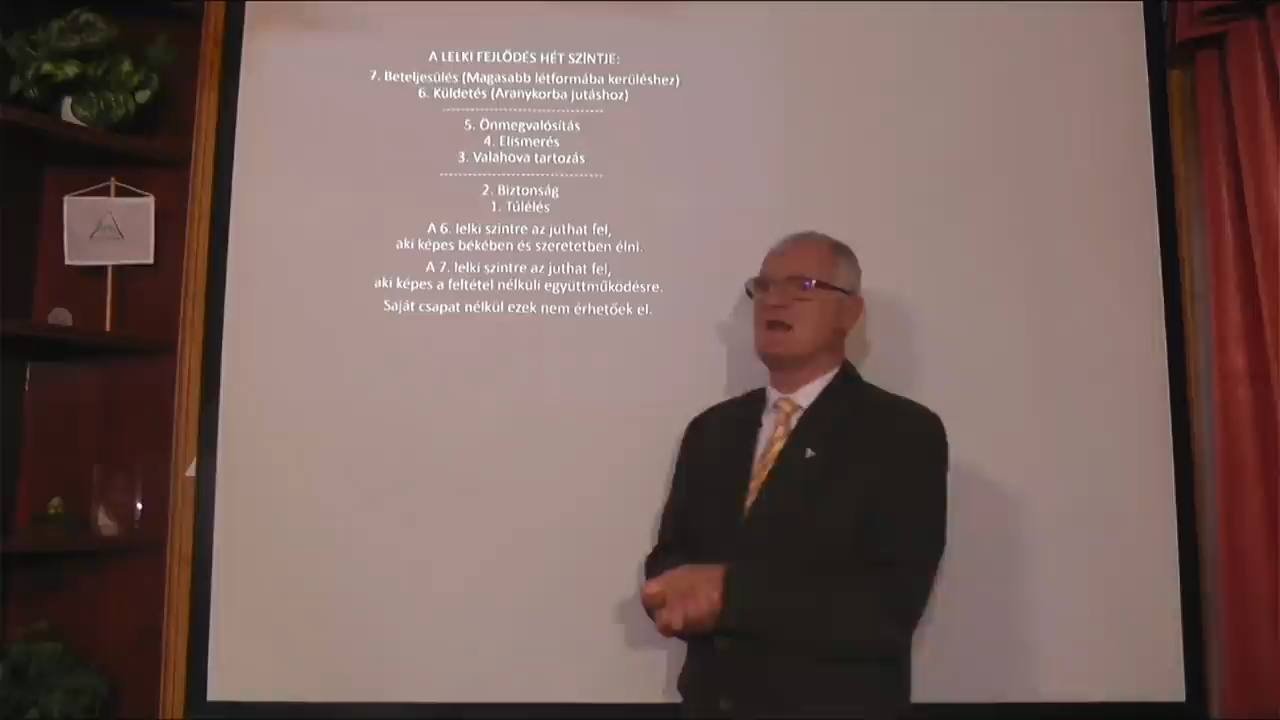 A LELKI FEJLŐDÉS HÉT SZINTJE:
7. Beteljesülés (Magasabb létformába kerüléshez)
6. Küldetés (Aranykorba jutáshoz)
--------------------------------
5. Önmegvalósítás
4. Elismerés
3. Valahova tartozás
--------------------------------
2. Biztonság
1. Túlélés
A 6. lelki szintre az juthat fel,
aki képes békében és szeretetben élni.
A 7. lelki szintre az juthat fel,
aki képes a feltétel nélküli együttműködésre.
Saját csapat nélkül ezek nem érhetőek el.